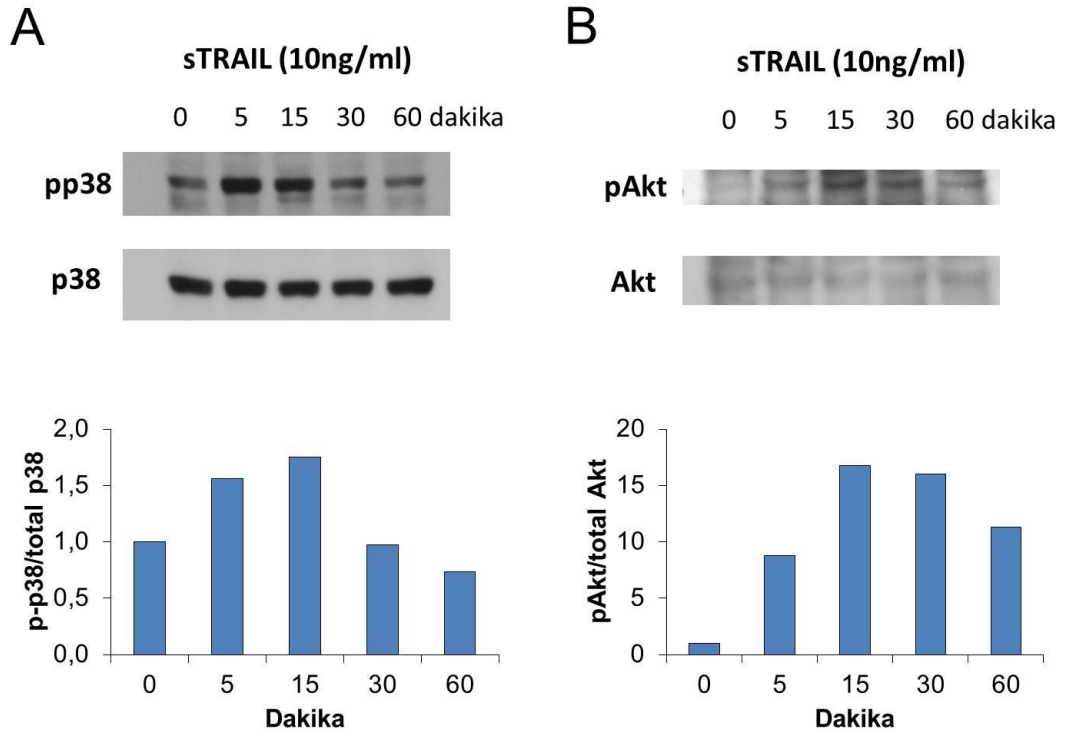 A
sTRAIL (10ng/ml)
0 5 15 30 60 dakika
pp38
p38
2,0
1,5
1,0
0,5
0,0
p-p38/total p38
0 5 15 30 60
Dakika
B
sTRAIL (10ng/ml)
0 5 15 30 60 dakika
pAkt
Akt
20
15
10
5
0
pAkt/total Akt
0 5 15 30 60
Dakika